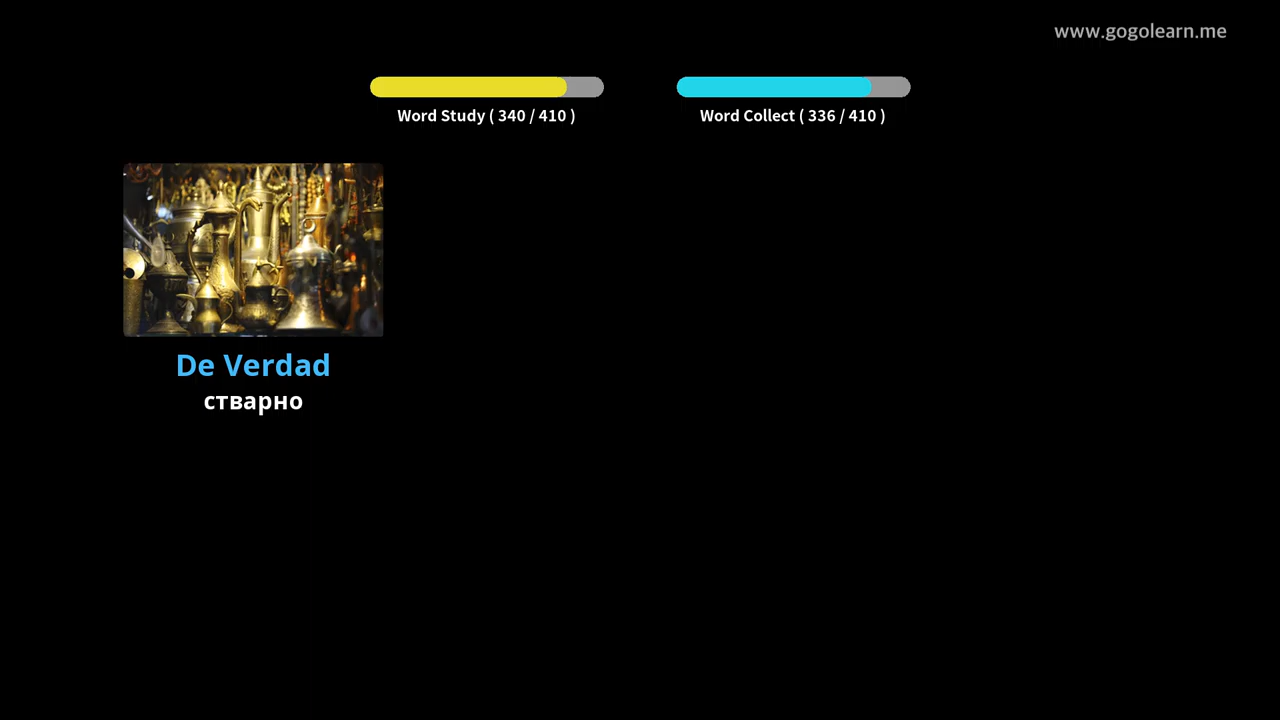 www.gogolearn.me
Word Study ( 340 / 410 )
Word Collect ( 336 / 410 )
De Verdad
стварно